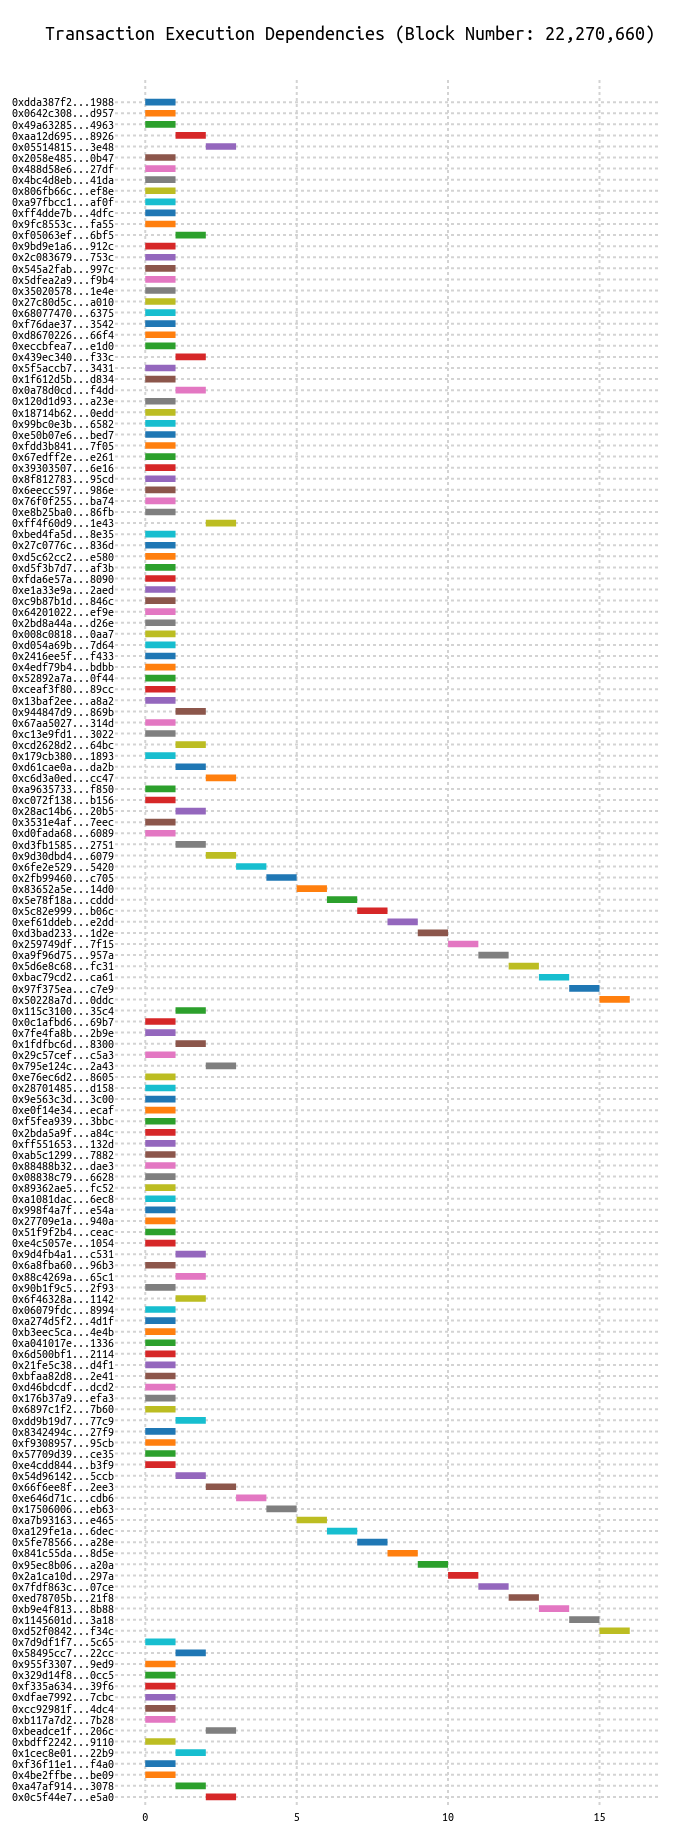 Transaction Execution Dependencies (Block Number: 22,270,660)
0xdda387f2...1988
0x0642c308...d957
0x49a63285...4963
0xaa12d695...8926
0x05514815...3e48
0x2058e485...0b47
0x488d58e6...27df
0x4bc4d8eb...41da
0x806fb66c...ef8e
0xa97fbcc1...af0f
0xff4dde7b...4dfc
0x9fc8553c...fa55
0xf05063ef...6bf5
0x9bd9e1a6...912c
0x2c083679...753c
0x545a2fab...997c
0x5dfea2a9...f9b4
0x35020578...1e4e
0x27c80d5c...a010
0x68077470...6375
0xf76dae37...3542
0xd8670226...66f4
0xeccbfea7...e1d0
0x439ec340...f33c
0x5f5accb7...3431
0x1f612d5b...d834
0x0a78d0cd...f4dd
0x120d1d93...a23e
0x18714b62...0edd
0x99bc0e3b...6582
0xe50b07e6...bed7
0xfdd3b841...7f05
0x67edff2e...e261
0x39303507...6e16
0x8f812783...95cd
0x6eecc597...986e
0x76f0f255...ba74
0xe8b25ba0...86fb
0xff4f60d9...1e43
0xbed4fa5d...8e35
0x27c0776c...836d
0xd5c62cc2...e580
0xd5f3b7d7...af3b
0xfda6e57a...8090
0xe1a33e9a...2aed
0xc9b87b1d...846c
0x64201022...ef9e
0x2bd8a44a...d26e
0x008c0818...0aa7
0xd054a69b...7d64
0x2416ee5f...f433
0x4edf79b4...bdbb
0x52892a7a...0f44
0xceaf3f80...89cc
0x13baf2ee...a8a2
0x944847d9...869b
0x67aa5027...314d
0xc13e9fd1...3022
0xcd2628d2...64bc
0x179cb380...1893
0xd61cae0a...da2b
0xc6d3a0ed...cc47
0xa9635733...f850
0xc072f138...b156
0x28ac14b6...20b5
0x3531e4af...7eec
0xd0fada68...6089
0xd3fb1585...2751
0x9d30dbd4...6079
0x6fe2e529...5420
0x2fb99460...c705
0x83652a5e...14d0
0x5e78f18a...cddd
0x5c82e999...b06c
0xef61ddeb...e2dd
0xd3bad233...1d2e
0x259749df...7f15
0xa9f96d75...957a
0x5d6e8c68...fc31
0xbac79cd2...ca61
0x97f375ea...c7e9
0x50228a7d...0ddc
0x115c3100...35c4
0x0c1afbd6...69b7
0x7fe4fa8b...2b9e
0x1fdfbc6d...8300
0x29c57cef...c5a3
0x795e124c...2a43
0xe76ec6d2...8605
0x28701485...d158
0x9e563c3d...3c00
0xe0f14e34...ecaf
0xf5fea939...3bbc
0x2bda5a9f...a84c
0xff551653...132d
0xab5c1299...7882
0x88488b32...dae3
0x08838c79...6628
0x89362ae5...fc52
0xa1081dac...6ec8
0x998f4a7f...e54a
0x27709e1a...940a
0x51f9f2b4...ceac
0xe4c5057e...1054
0x9d4fb4a1...c531
0x6a8fba60...96b3
0x88c4269a...65c1
0x90b1f9c5...2f93
0x6f46328a...1142
0x06079fdc...8994
0xa274d5f2...4d1f
0xb3eec5ca...4e4b
0xa041017e...1336
0x6d500bf1...2114
0x21fe5c38...d4f1
0xbfaa82d8...2e41
0xd46bdcdf...dcd2
0x176b37a9...efa3
0x6897c1f2...7b60
0xdd9b19d7...77c9
0x8342494c...27f9
0xf9308957...95cb
0x57709d39...ce35
0xe4cdd844...b3f9
0x54d96142...5ccb
0x66f6ee8f...2ee3
0xe646d71c...cdb6
0x17506006...eb63
0xa7b93163...e465
0xa129fe1a...6dec
0x5fe78566...a28e
0x841c55da...8d5e
0x95ec8b06...a20a
0x2a1ca10d...297a
0x7fdf863c...07ce
0xed78705b...21f8
0xb9e4f813...8b88
0x1145601d...3a18
0xd52f0842...f34c
0x7d9df1f7...5c65
0x58495cc7...22cc
0x955f3307...9ed9
0x329d14f8...0cc5
0xf335a634...39f6
0xdfae7992...7cbc
0xcc92981f...4dc4
0xb117a7d2...7b28
0xbeadce1f...206c
0xbdff2242...9110
0x1cec8e01...22b9
0xf36f11e1...f4a0
0x4be2ffbe...be09
0xa47af914...3078
0x0c5f44e7...e5a0
0 5 10 15